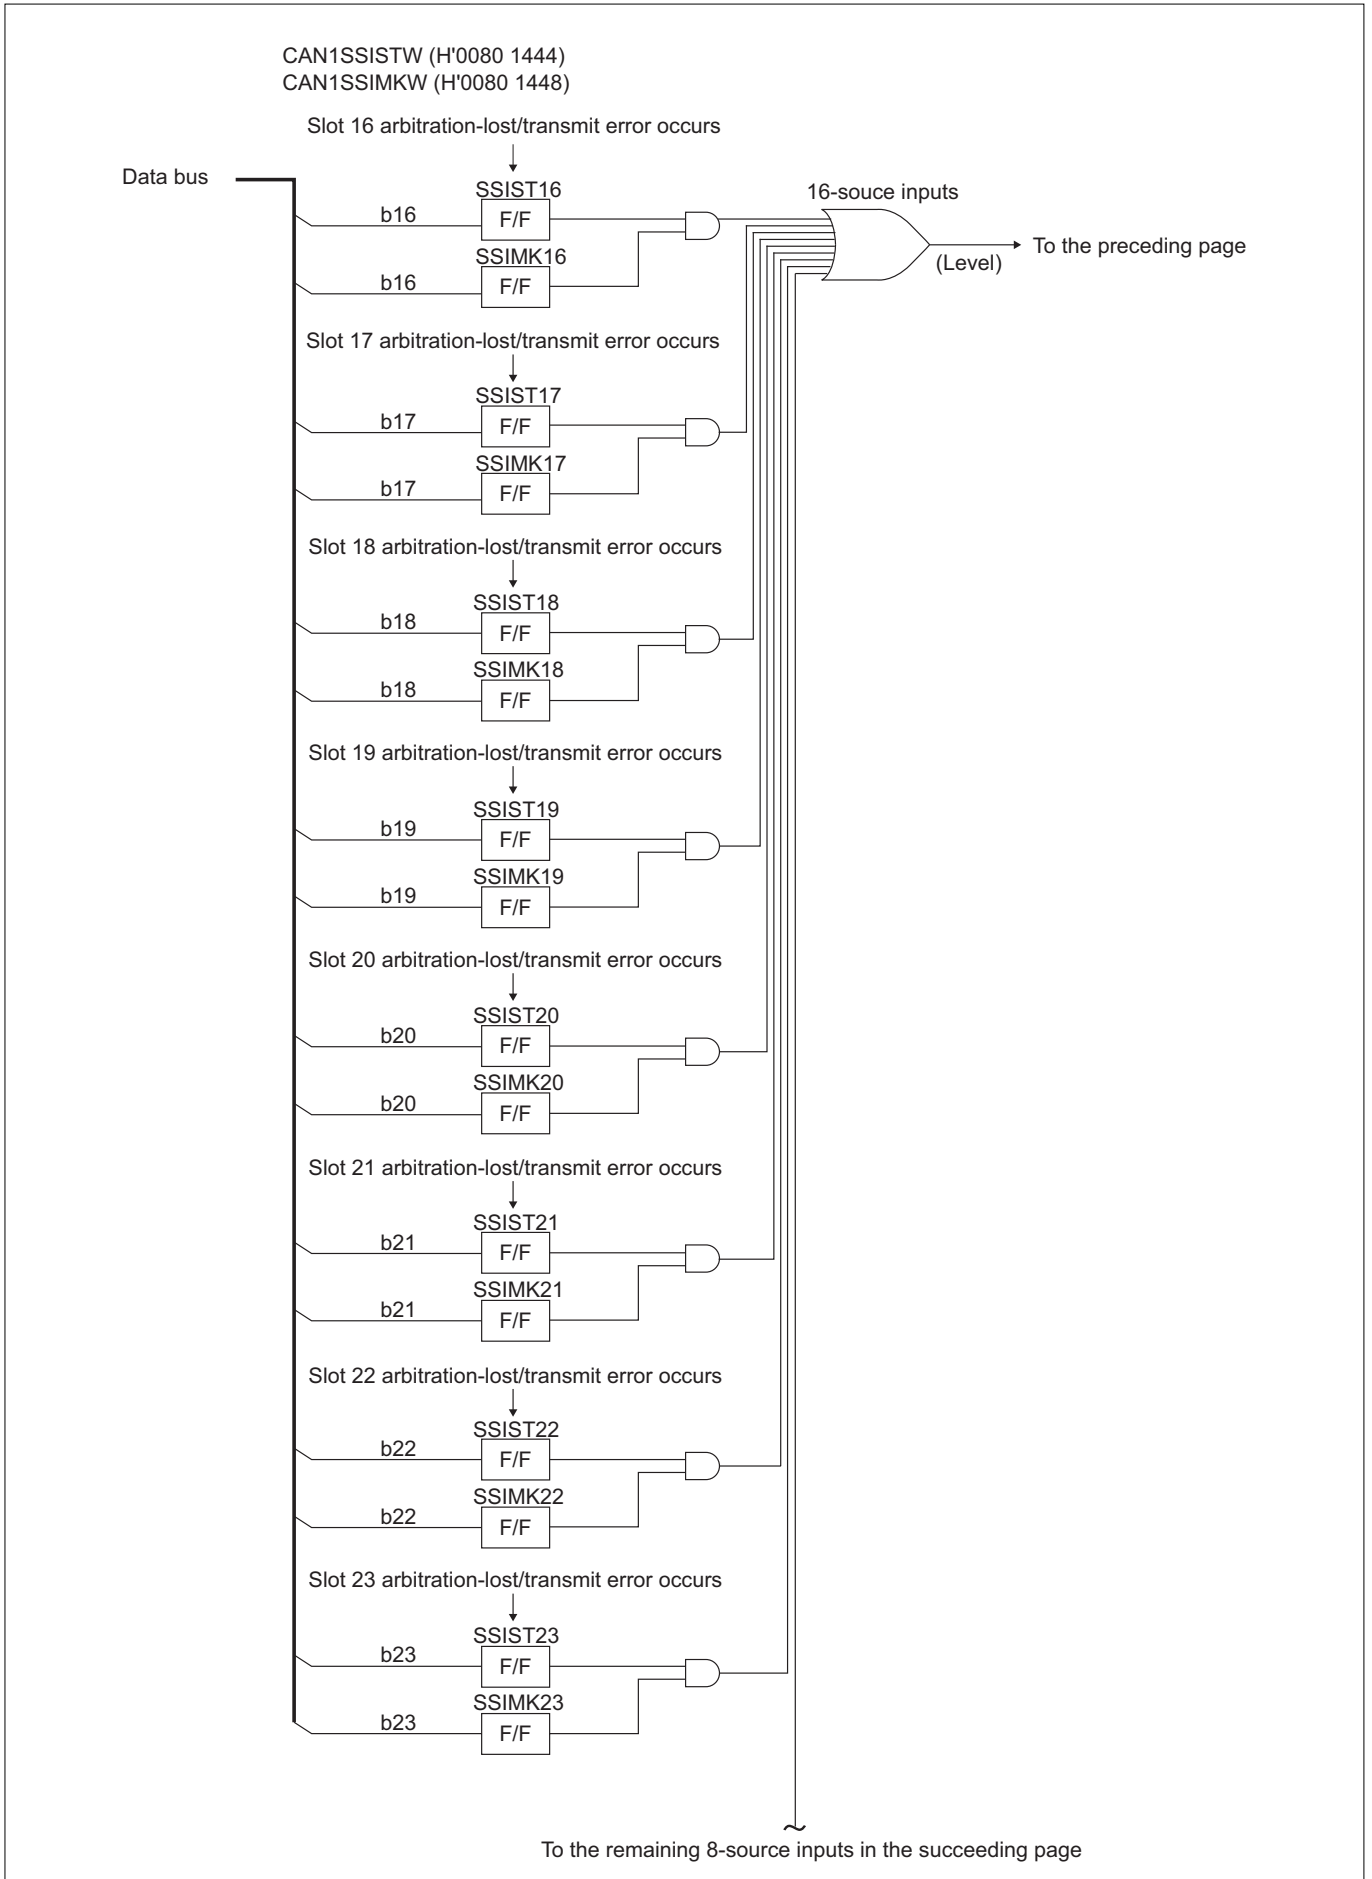 CAN1SSISTW (H'0080 1444)
CAN1SSIMKW (H'0080 1448)
Slot 16 arbitration-lost/transmit error occurs
Data bus
SSIST16
16-souce inputs
b16
F/F
To the preceding page
(Level)
SSIMK16
b16
F/F
Slot 17 arbitration-lost/transmit error occurs
SSIST17
b17
F/F
SSIMK17
b17
F/F
Slot 18 arbitration-lost/transmit error occurs
SSIST18
b18
F/F
SSIMK18
b18
F/F
Slot 19 arbitration-lost/transmit error occurs
SSIST19
b19
F/F
SSIMK19
b19
F/F
Slot 20 arbitration-lost/transmit error occurs
SSIST20
b20
F/F
SSIMK20
b20
F/F
Slot 21 arbitration-lost/transmit error occurs
SSIST21
b21
F/F
SSIMK21
b21
F/F
Slot 22 arbitration-lost/transmit error occurs
SSIST22
b22
F/F
SSIMK22
b22
F/F
Slot 23 arbitration-lost/transmit error occurs
SSIST23
b23
F/F
SSIMK23
b23
F/F
To the remaining 8-source inputs in the succeeding page